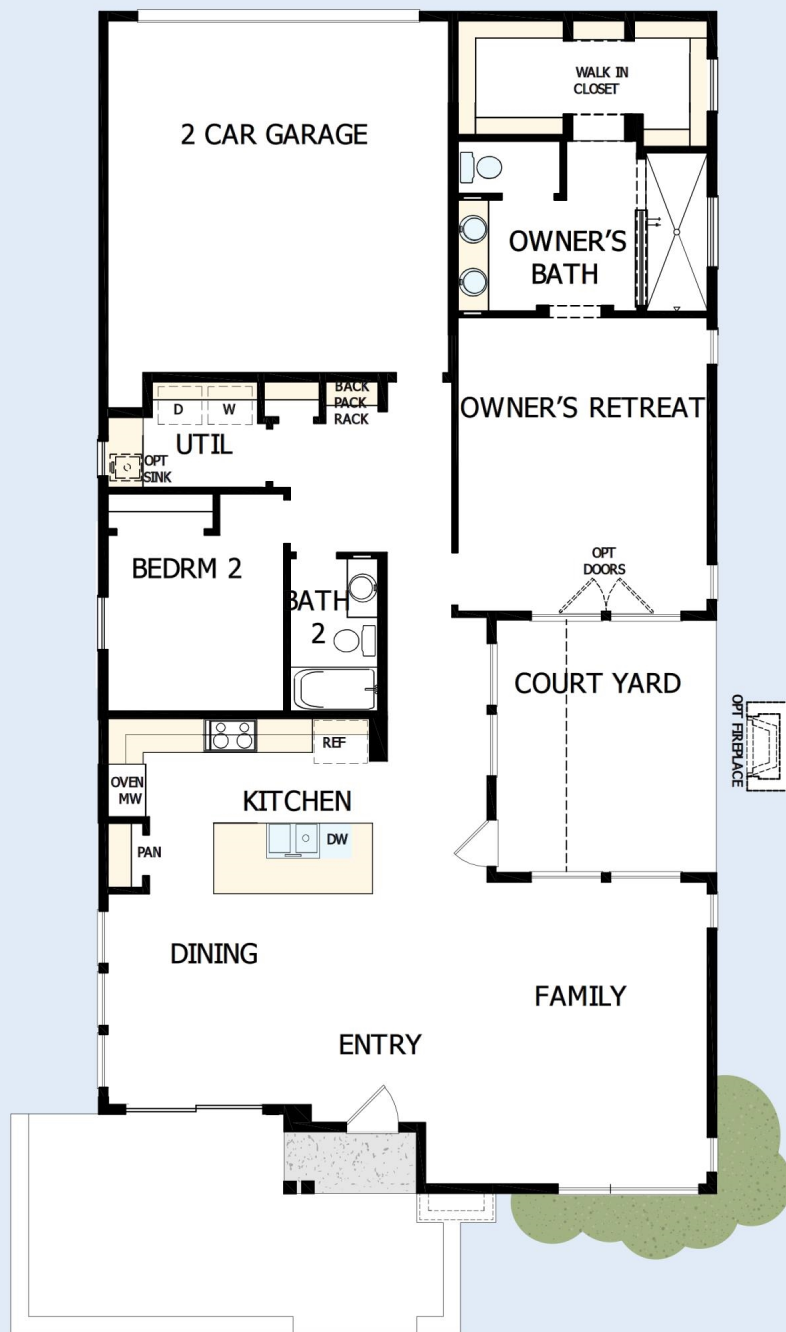 WALK IN
CLOSET
2 CAR GARAGE
OWNER'S
BATH
BACK
PACK
RACK
D
W
OWNER'S RETREAT
UTIL
OPT
SINK
OPT
DOORS
BEDRM 2
BATH
2
COURT YARD
OPT FIREPLACE
REF
OVEN
MW
KITCHEN
DW
PAN
DINING
FAMILY
ENTRY